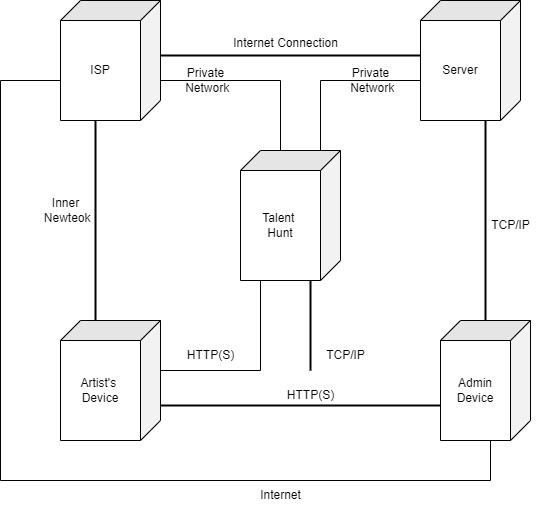 Internet Connection
ISP
Server
Private
Network
Private
Network
Inner
Newteok
Talent
Hunt
TCP/IP
HTTP(S)
TCP/IP
Artist's
Device
HTTP(S)
Admin
Device
Internet